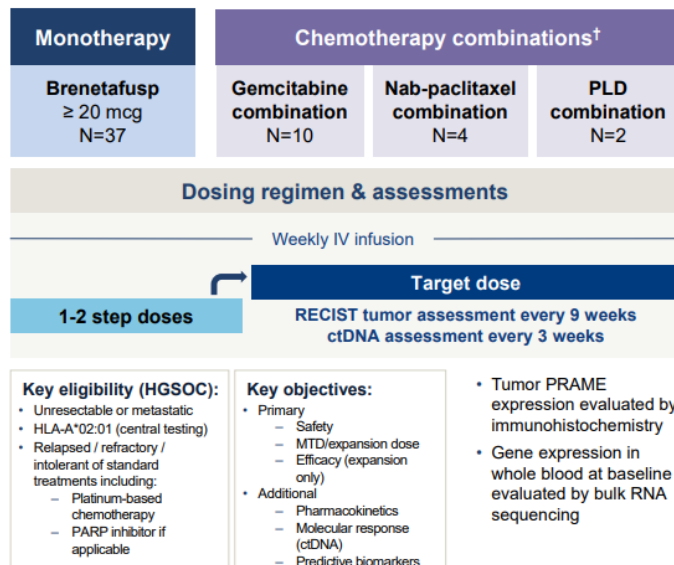 Monotherapy
Chemotherapy combinations†
Brenetafusp
≥ 20 mcg
N=37
Gemcitabine
combination
N=10
Nab-paclitaxel
combination
N=4
PLD
combination
N=2
Dosing regimen & assessments
Weekly IV infusion
Target dose
1-2 step doses
RECIST tumor assessment every 9 weeks
ctDNA assessment every 3 weeks
Key eligibility (HGSOC):
• Unresectable or metastatic
• HLA-A*02:01 (central testing)
• Relapsed / refractory /
intolerant of standard
treatments including:
– Platinum-based
chemotherapy
– PARP inhibitor if
applicable
Key objectives:
• Primary
– Safety
– MTD/expansion dose
– Efficacy (expansion
only)
• Additional
– Pharmacokinetics
– Molecular response
(ctDNA)
– Predictive biomarkers
• Tumor PRAME
expression evaluated by
immunohistochemistry
• Gene expression in
whole blood at baseline
evaluated by bulk RNA
sequencing